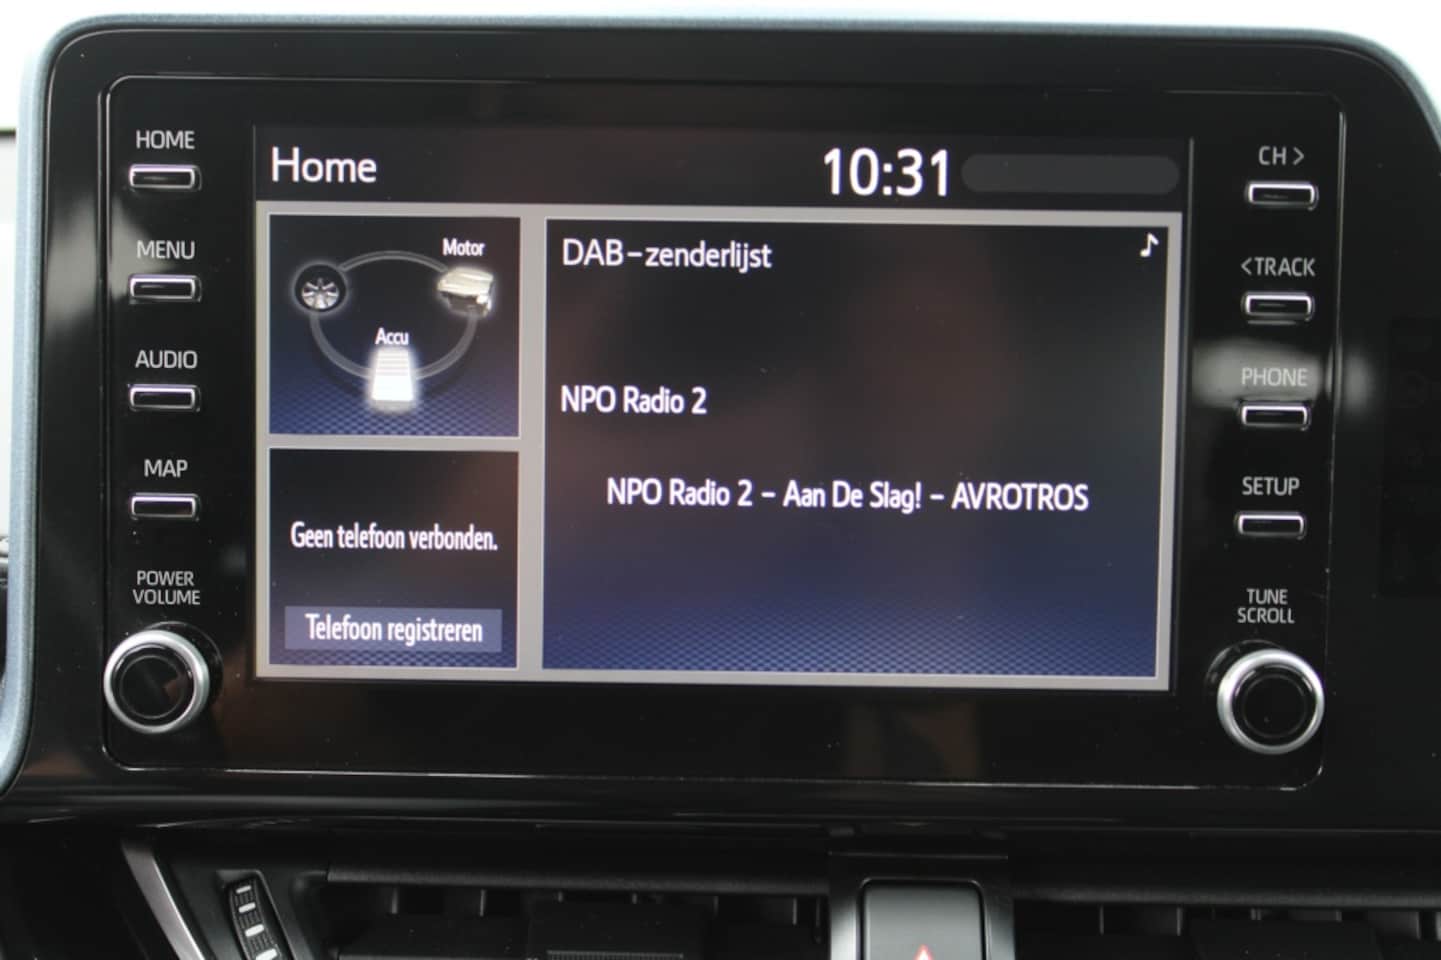 HOME
MENU
AUDIO
MAP
POWER
VOLUME
Home
10:31
Motor
Accu
Geen telefoon verbonden.
Telefoon registreren
DAB-zenderlijst
NPO Radio 2
NPO Radio 2 - Aan De Slag! - AVROTROS
CH >
<TRACK
PHONE
SETUP
TUNE
SCROLL